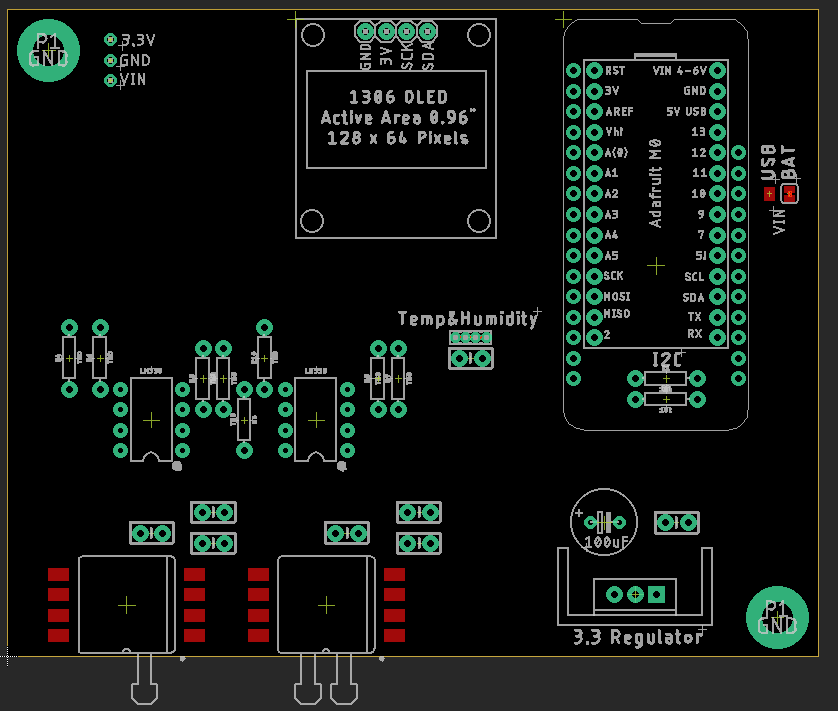 P1
GND
3.3V
GND
VIN
GND
3V
SCK
SDA
1306 OLED
Active Area 0.96"
128 x 64 Pixels
RST
3V
AREF
Vhi
A(0)
A1
A2
A3
A4
A5
SCK
MOSI
MISO
2
Adafruit M0
VIN 4-6V
GND
5V USB
13
12
11
10
9
7
5!
SCL
SDA
TX
RX
USB
BAT
VIN
Temp&Humidity
I2C
100uF
3.3 Regulator
P1
GND